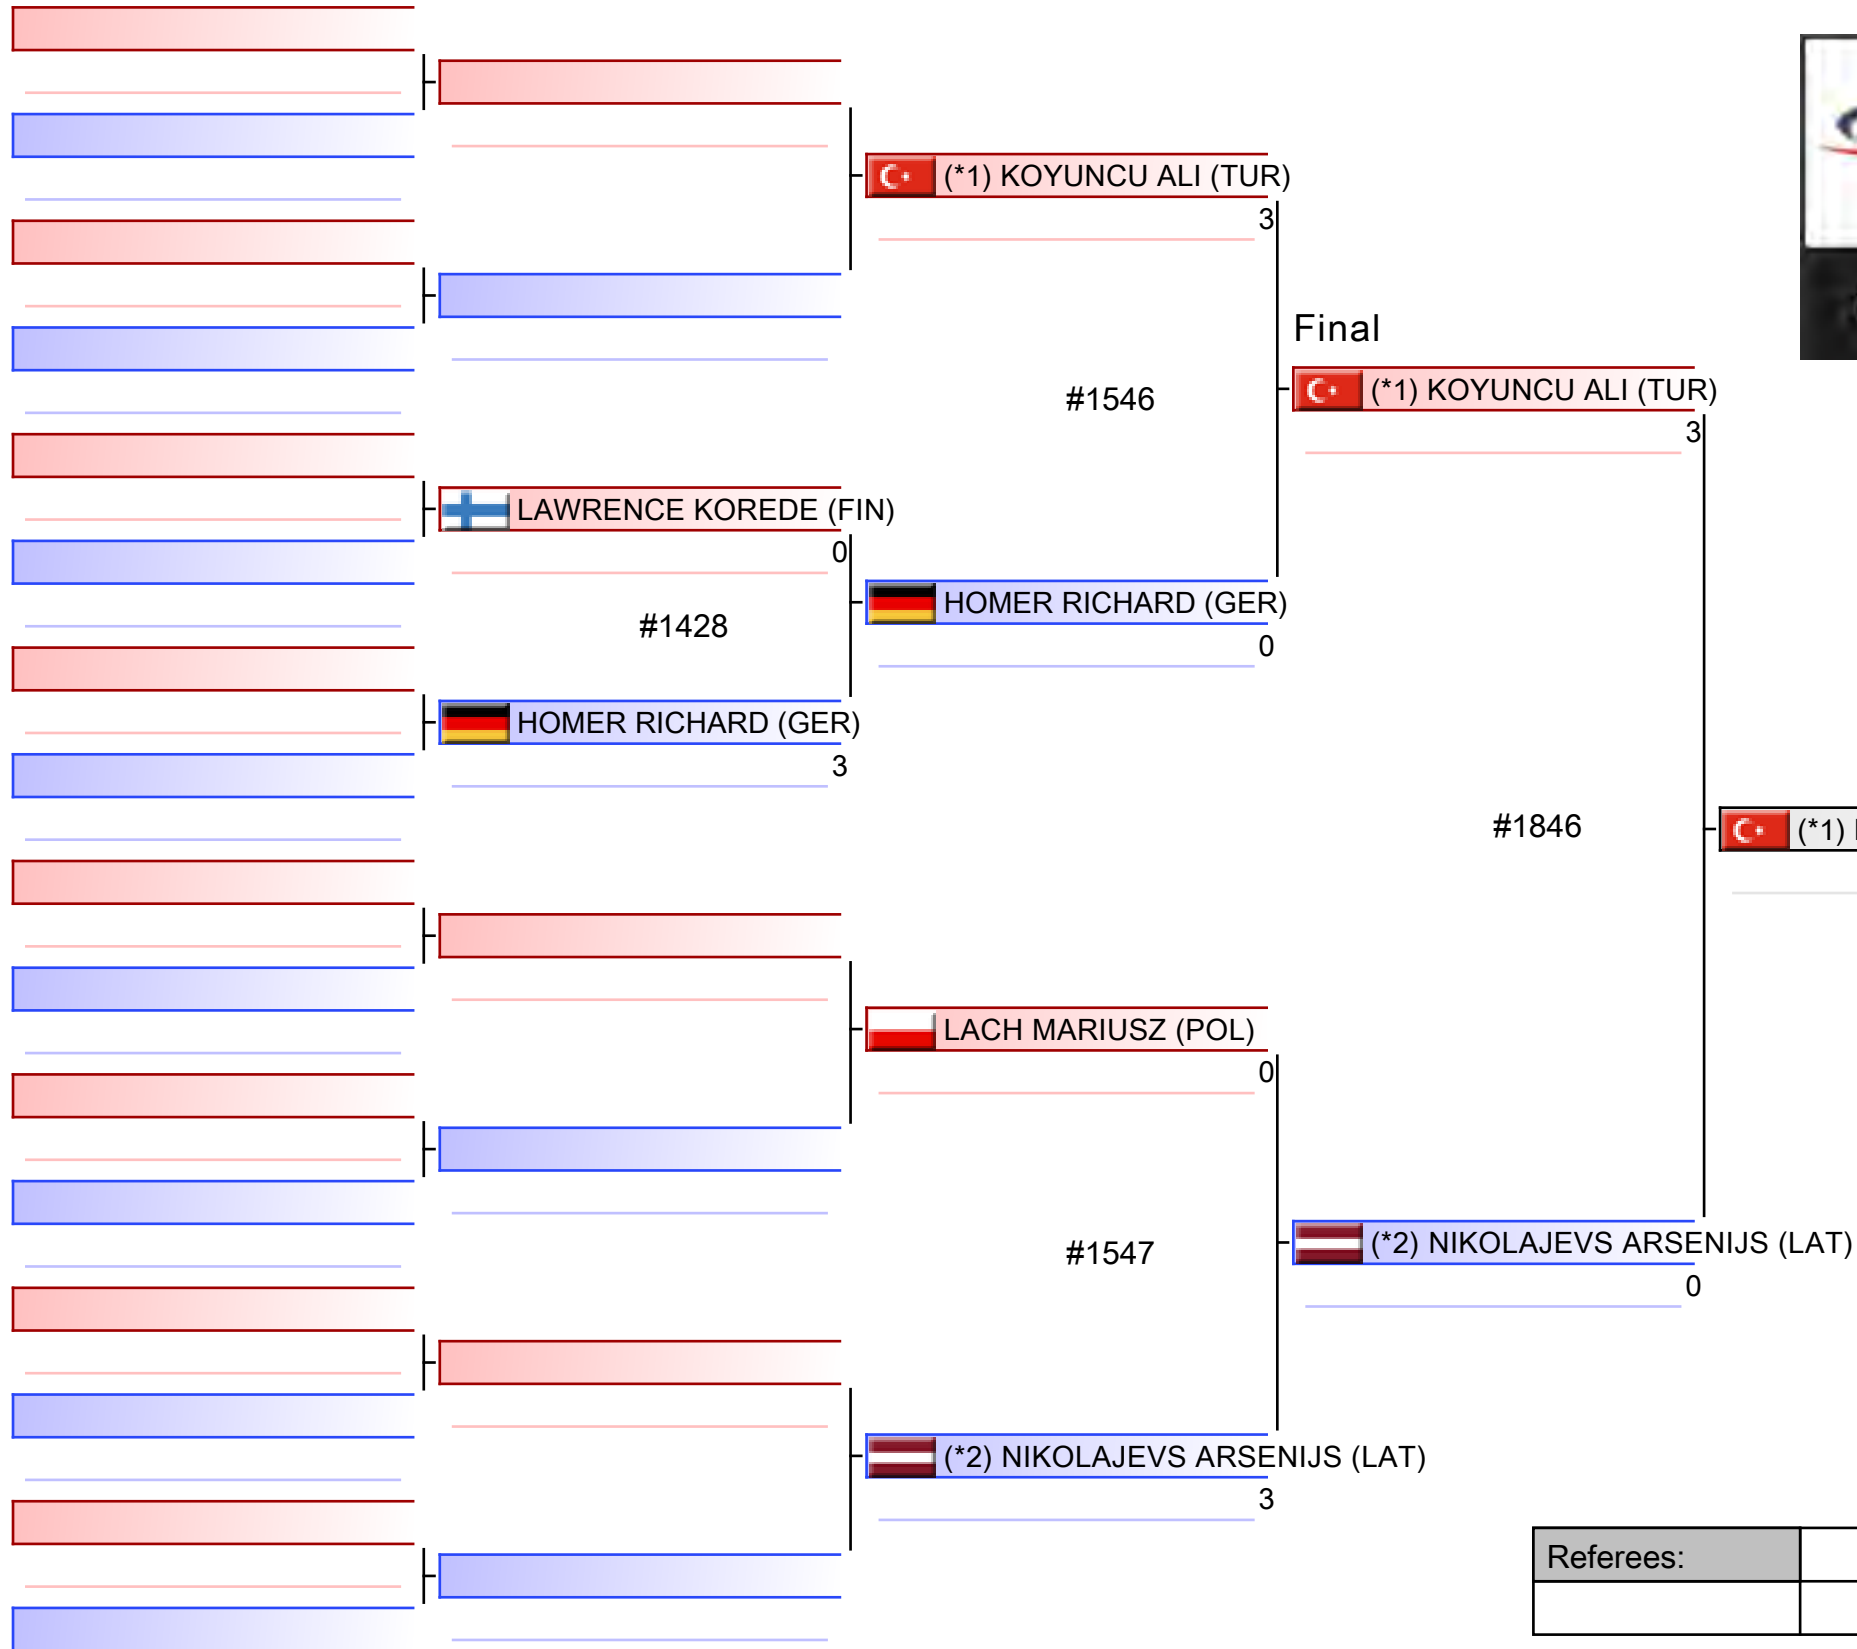 (*1) KOYUNCU ALI (TUR)
3
Final
#1546
(*1) KOYUNCU ALI (TUR)
3
LAWRENCE KOREDE (FIN)
0
HOMER RICHARD (GER)
#1428
0
HOMER RICHARD (GER)
3
#1846
(*1)
LACH MARIUSZ (POL)
0
#1547
(*2) NIKOLAJEVS ARSENIJS (LAT)
0
(*2) NIKOLAJEVS ARSENIJS (LAT)
3
Referees: